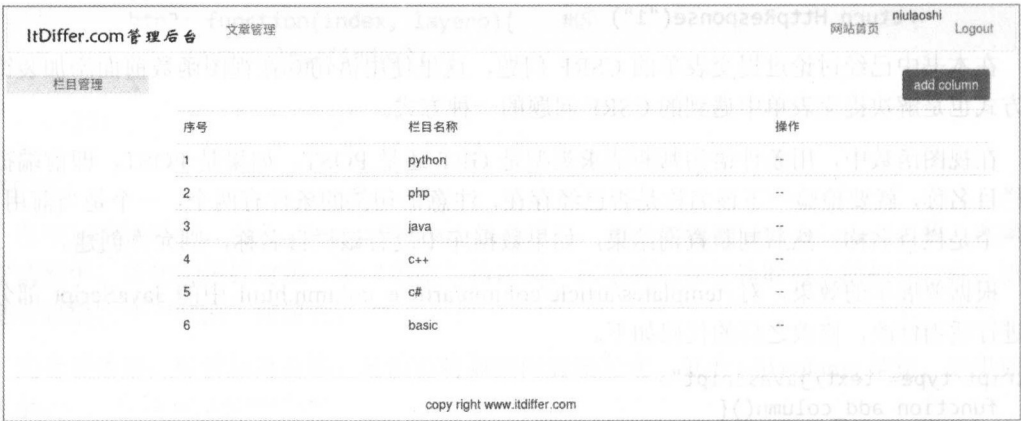 ItDiffer.com管理后台 文章管理 网站首页 niulaoshi Logout
栏目管理 add column
序号 栏目名称 操作
1 python --
2 php --
3 java --
4 c++ --
5 c# --
6 basic --
copy right www.itdiffer.com